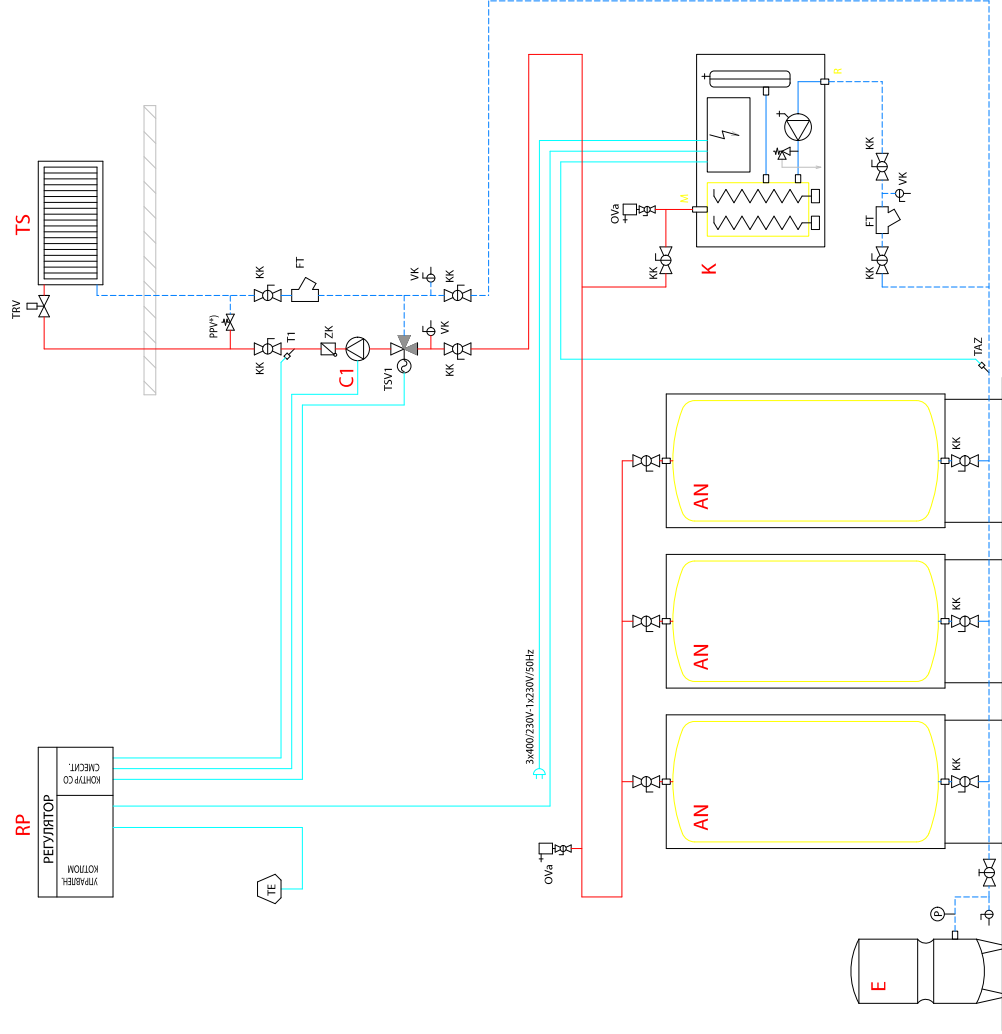 TS
TRV
PPV*)
KK
FT
VK
KK
KK
T1
ZK
C1
TSV1
VK
KK
RP
РЕГУЛЯТОР
УПРАВЛЕН.
КОТЛОМ
КОНТУР СО
СМЕСИТ.
TE
3x400/230V-1x230V/50Hz
OVa
OVa
KK
M
R
K
KK
VK
FT
KK
TAZ
AN
KK
AN
KK
AN
KK
P
E